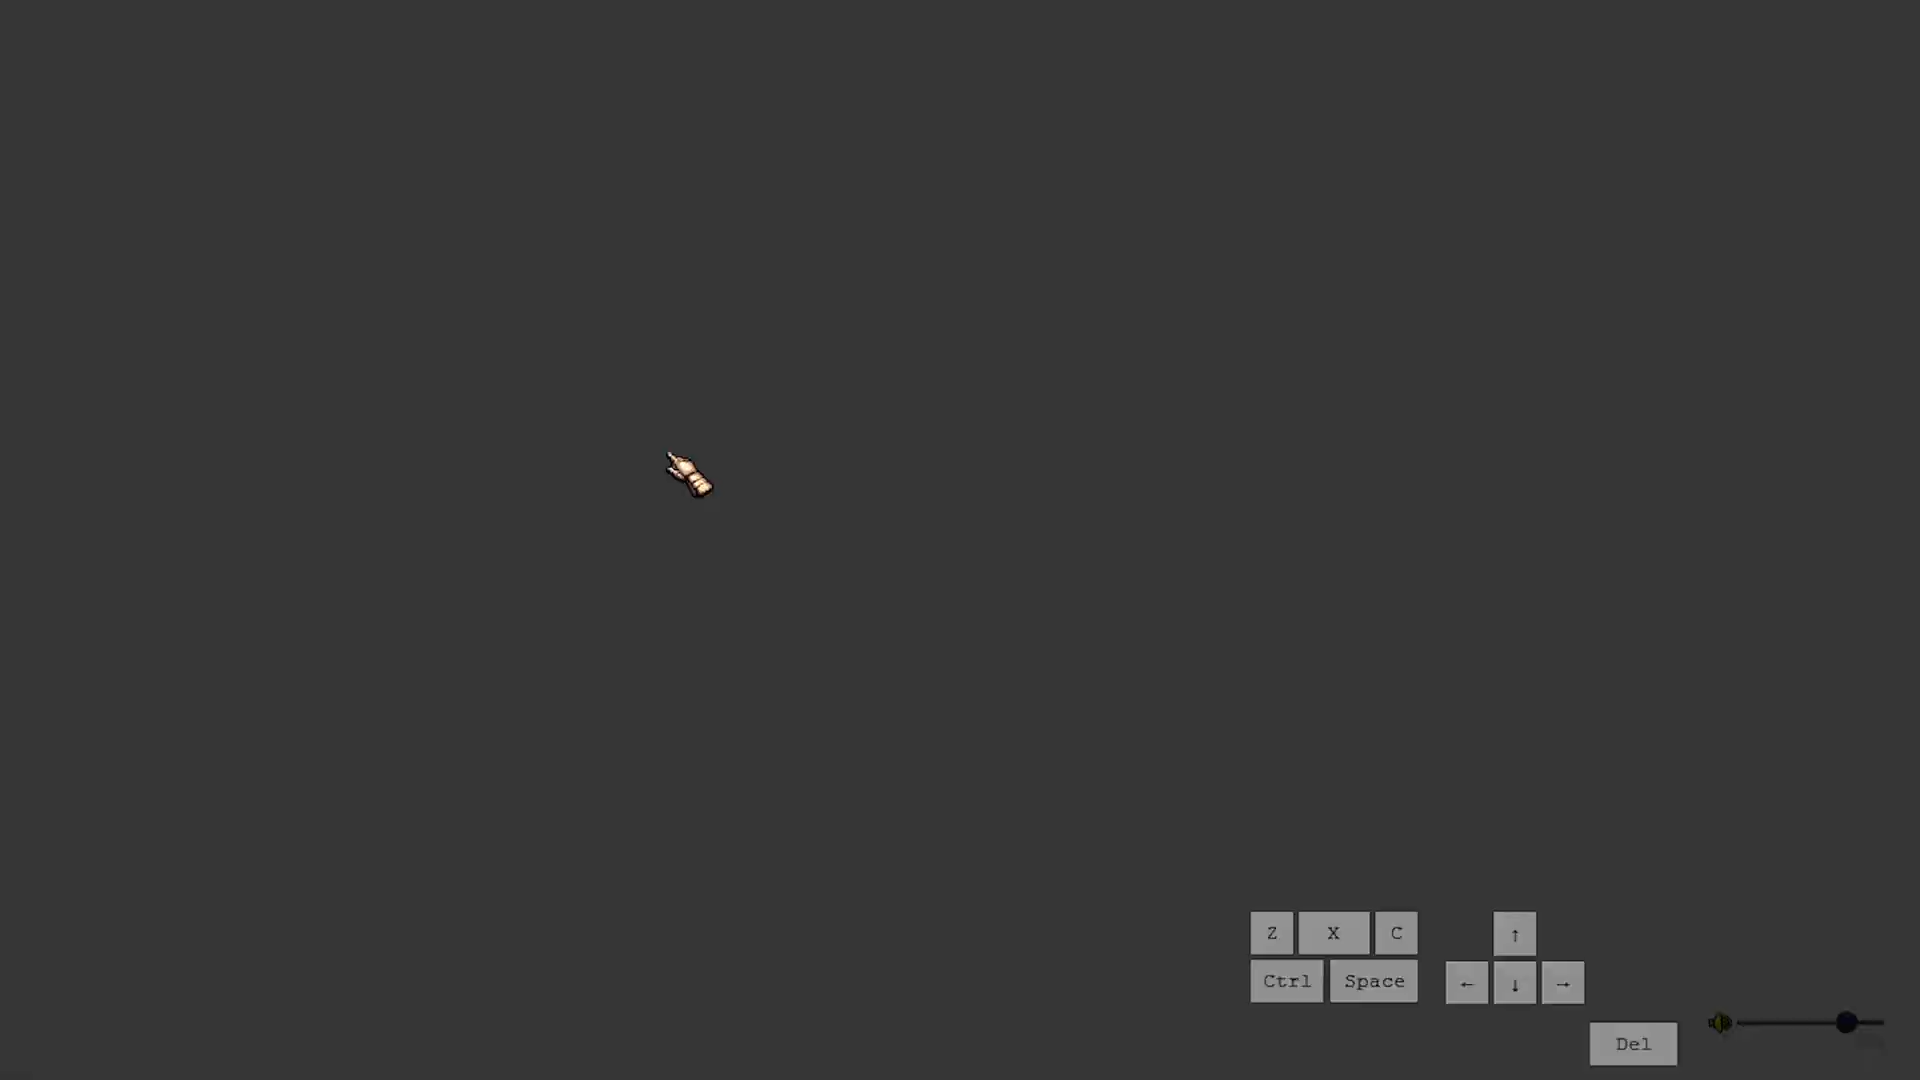 Z X C ↑
Ctrl Space ← ↓ →
Del